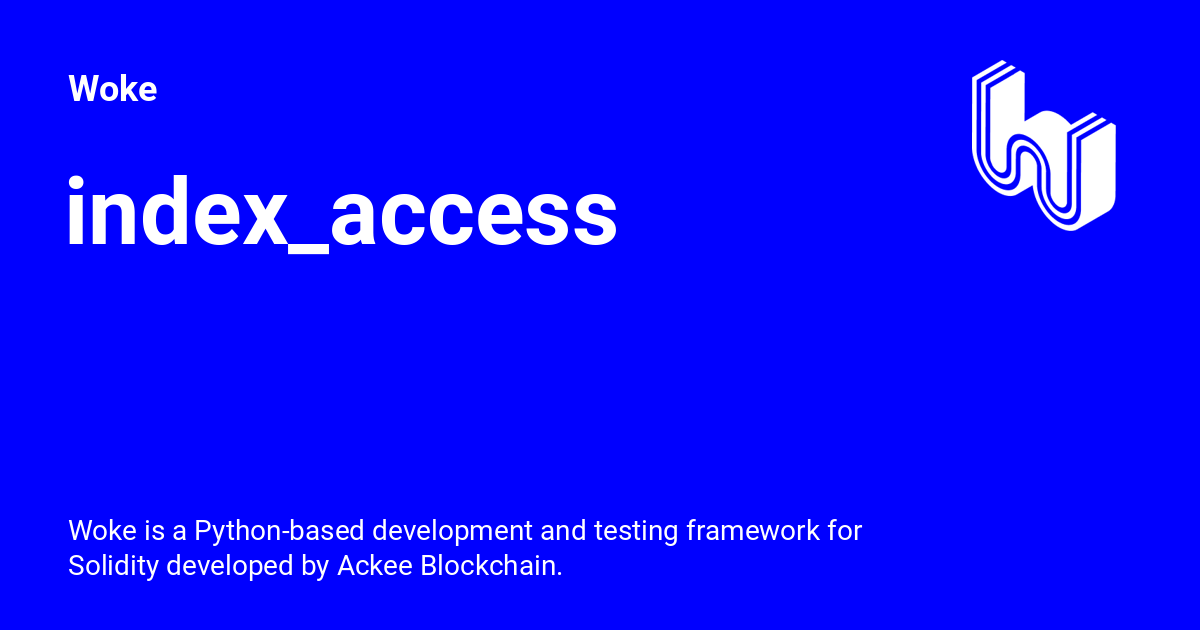 Woke
index_access
Woke is a Python-based development and testing framework for
Solidity developed by Ackee Blockchain.